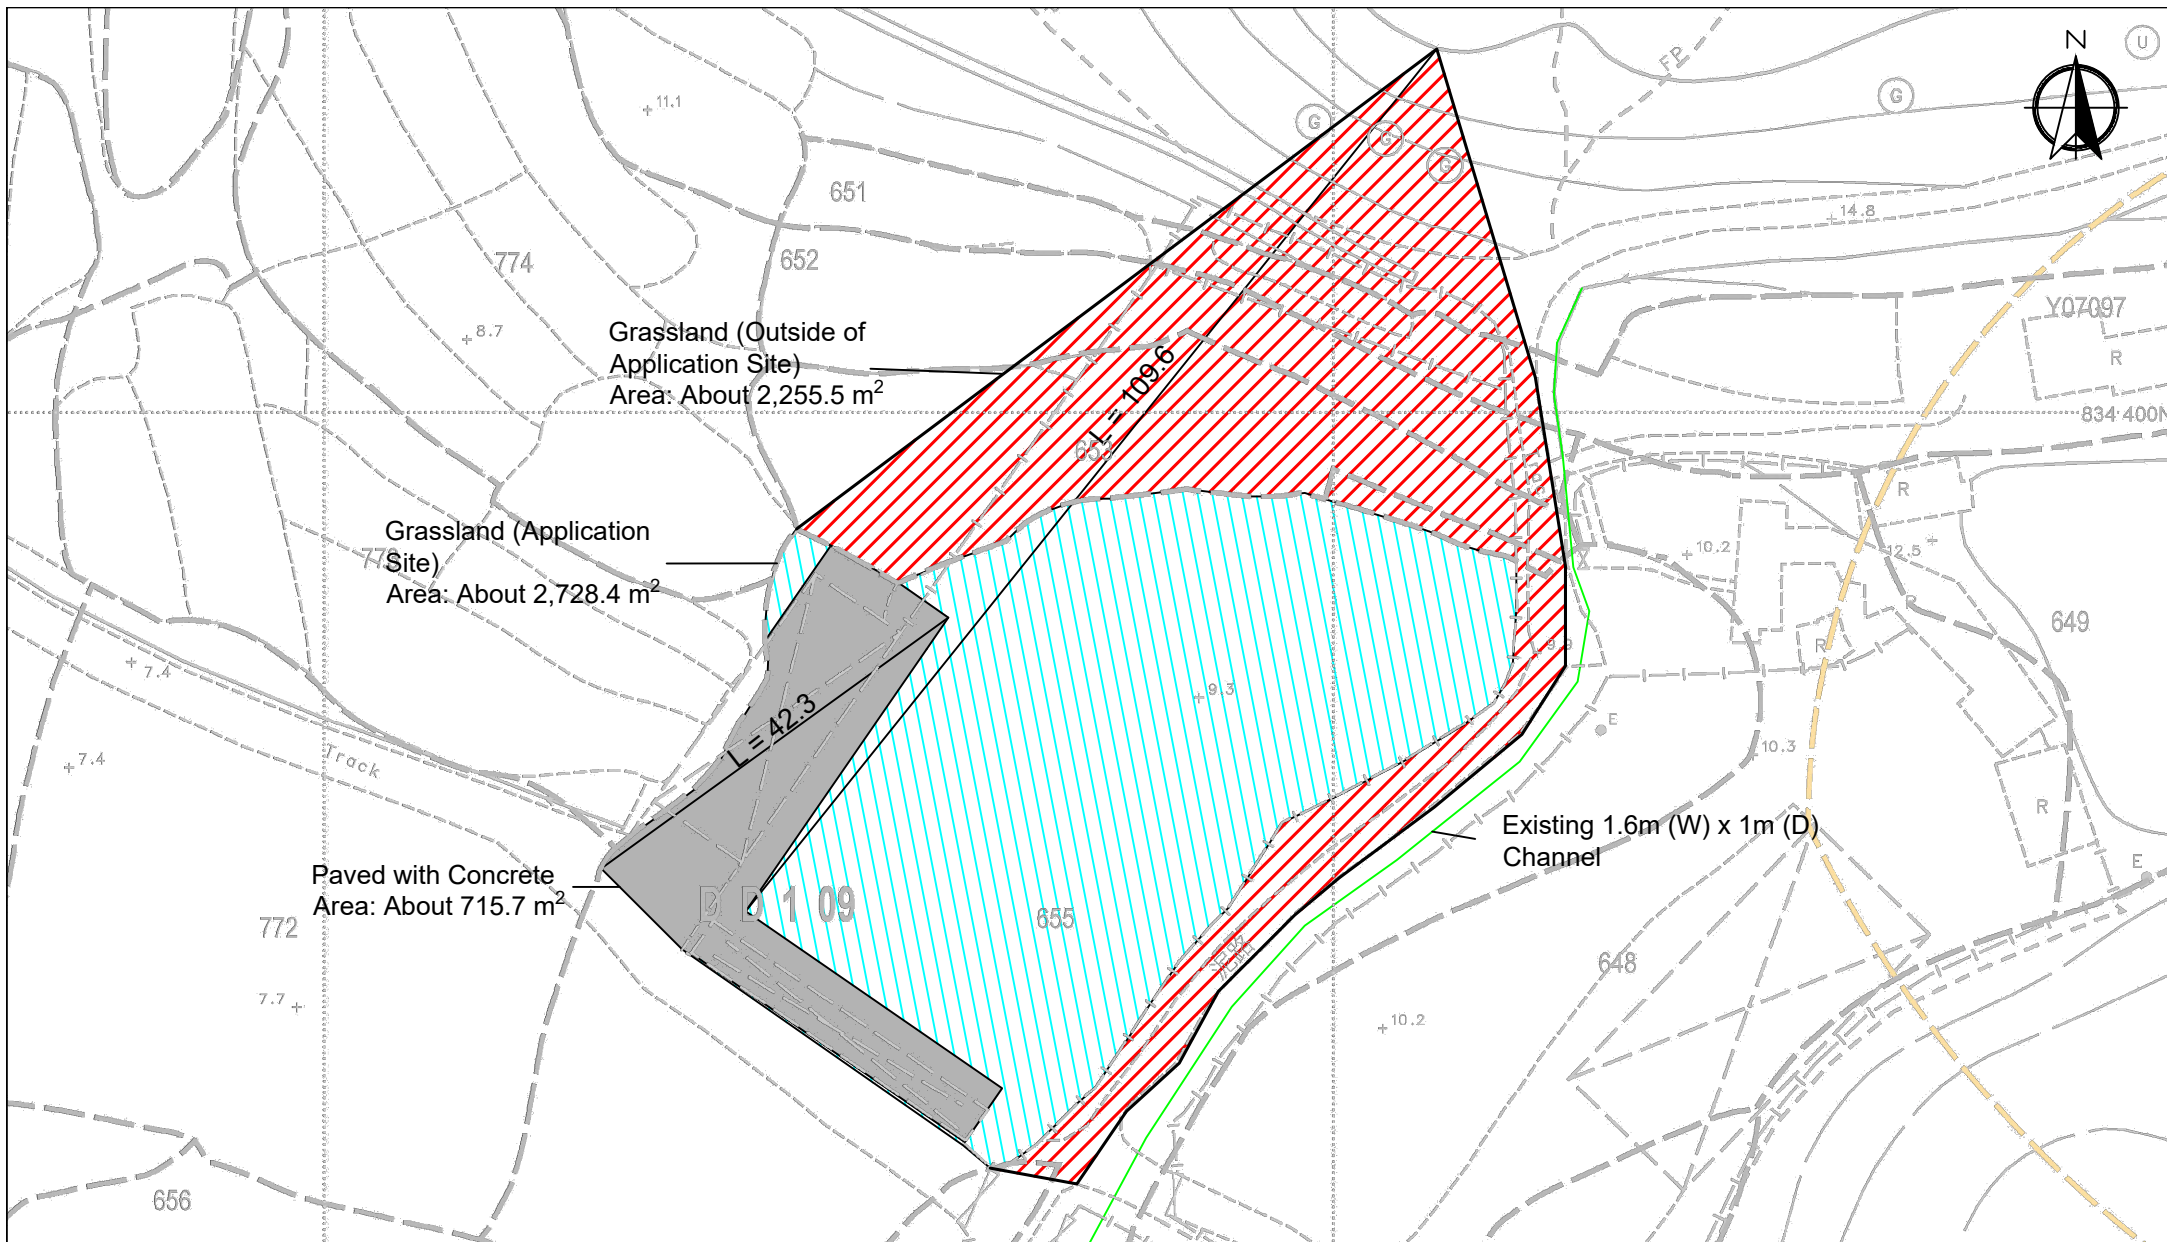 N
U
FP
G
G
G
G
11.1
651
14.8
774
652
Y07097
8.7
R
Grassland (Outside of
Application Site)
Area: About 2,255.5 m²
L = 109.6
834 400N
653
R
Grassland (Application
Site)
Area: About 2,728.4 m²
10.2
12.5
R
649
R
9.9
7.4
9.3
E
L = 42.3
10.3
7.4
Track
R
Existing 1.6m (W) x 1m (D)
Channel
E
Paved with Concrete
Area: About 715.7 m²
D D 1 09
655
772
648
7.7
10.2
656